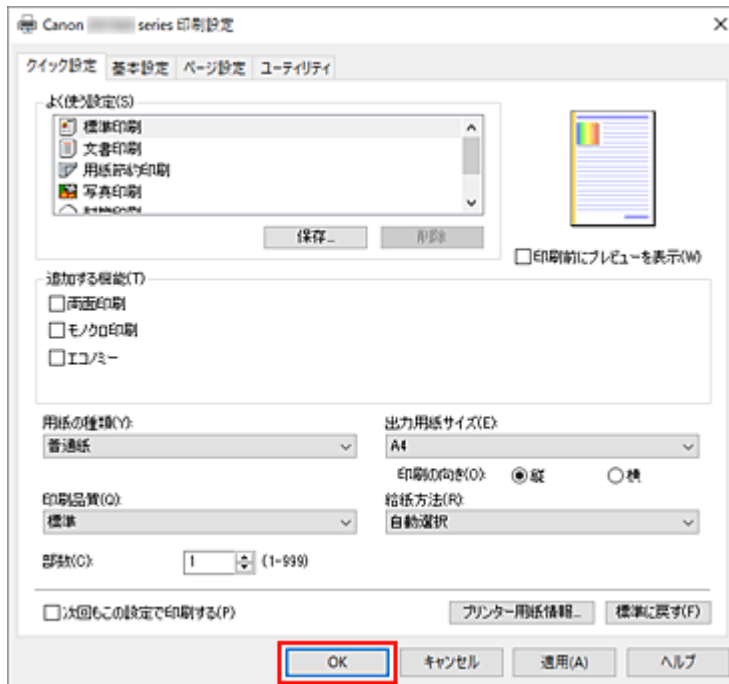 Canon series 印刷設定
クイック設定 基本設定 ページ設定 ユーティリティ
よく使う設定(S)
標準印刷
文書印刷
用紙節約印刷
写真印刷
保存... 削除
印刷前にプレビューを表示(W)
追加する機能(T)
両面印刷
モノクロ印刷
エコノミー
用紙の種類(Y): 出力用紙サイズ(E):
普通紙 A4
印刷の向き(O): 縦 横
印刷品質(Q): 給紙方法(R):
標準 自動選択
部数(C): 1 (1-999)
次回もこの設定で印刷する(P) プリンター用紙情報... 標準に戻す(F)
OK キャンセル 適用(A) ヘルプ